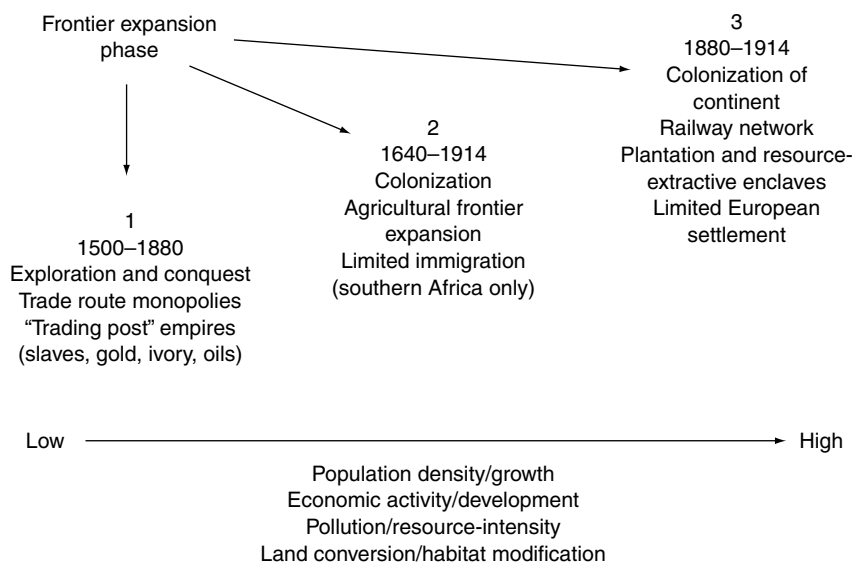 Frontier expansion
phase
1
1500–1880
Exploration and conquest
Trade route monopolies
“Trading post” empires
(slaves, gold, ivory, oils)
2
1640–1914
Colonization
Agricultural frontier
expansion
Limited immigration
(southern Africa only)
3
1880–1914
Colonization of
continent
Railway network
Plantation and resource-
extractive enclaves
Limited European
settlement
Low
High
Population density/growth
Economic activity/development
Pollution/resource-intensity
Land conversion/habitat modification